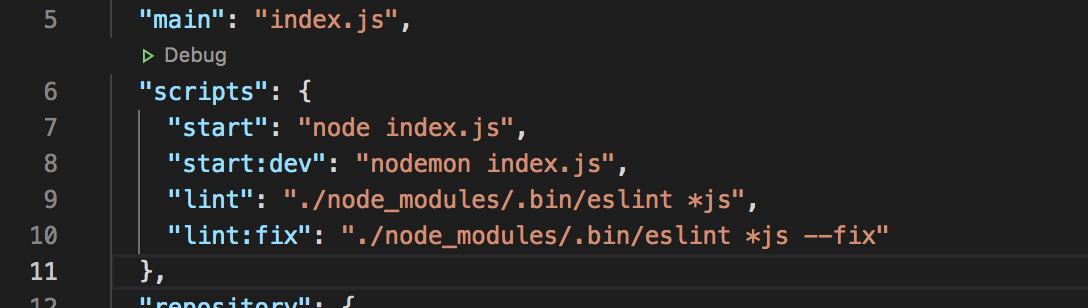 5 "main": "index.js",
Debug
6 "scripts": {
7 "start": "node index.js",
8 "start:dev": "nodemon index.js",
9 "lint": "./node_modules/.bin/eslint *js",
10 "lint:fix": "./node_modules/.bin/eslint *js --fix"
11 },
12 "repository": {